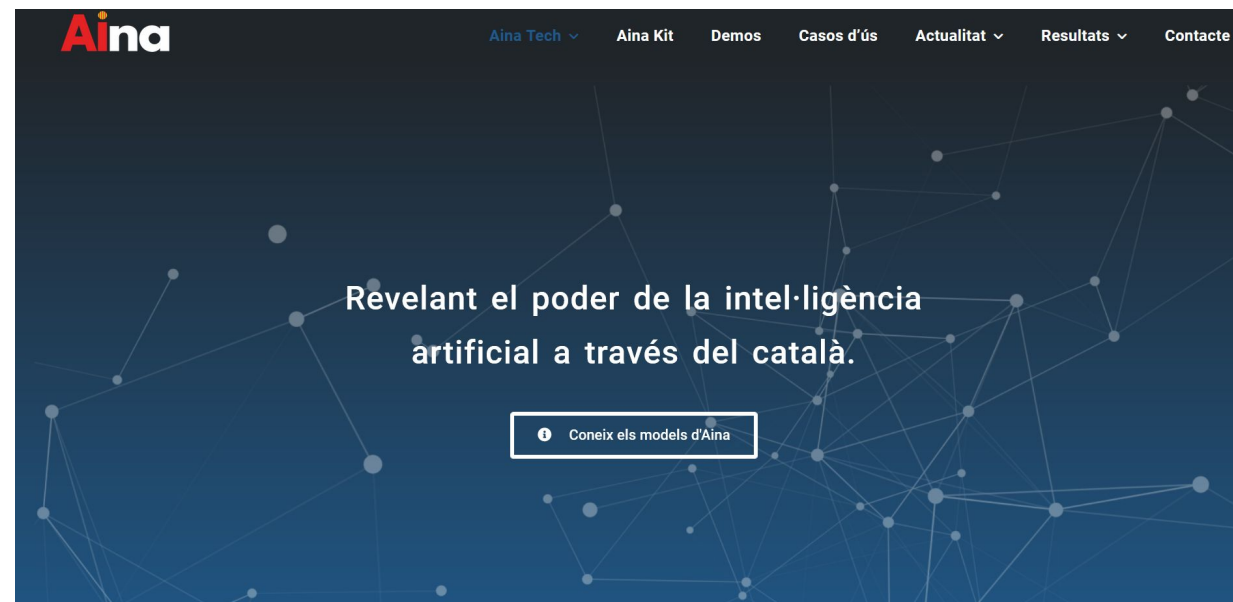 Aina
Aina Tech Aina Kit Demos Casos d'ús Actualitat Resultats Contacte
Revelant el poder de la intel·ligència
artificial a través del català.
Coneix els models d'Aina